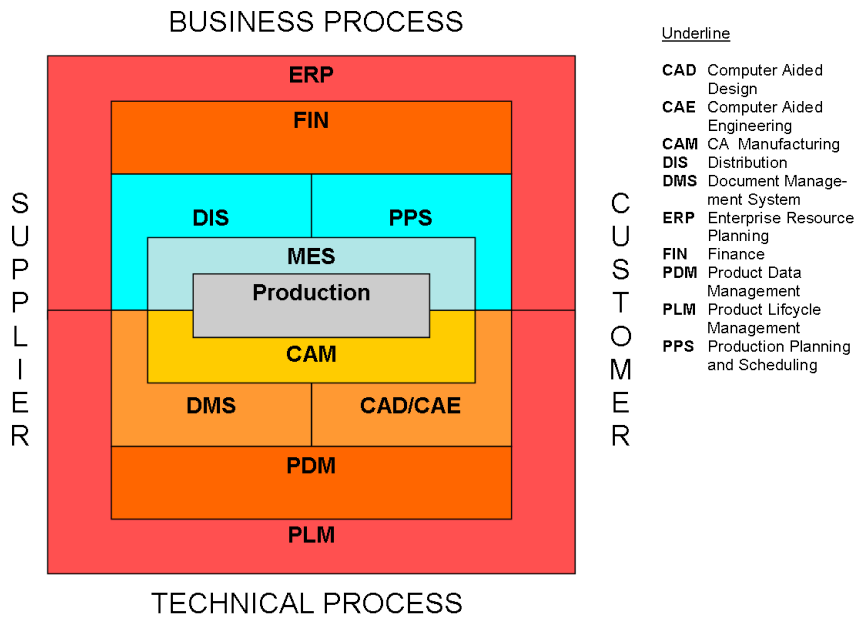 BUSINESS PROCESS
ERP
FIN
DIS PPS
MES
Production
CAM
DMS CAD/CAE
PDM
PLM
TECHNICAL PROCESS
SUPPLIER
CUSTOMER
Underline
CAD Computer Aided
Design
CAE Computer Aided
Engineering
CAM CA Manufacturing
DIS Distribution
DMS Document Manage-
ment System
ERP Enterprise Resource
Planning
FIN Finance
PDM Product Data
Management
PLM Product Lifcycle
Management
PPS Production Planning
and Scheduling